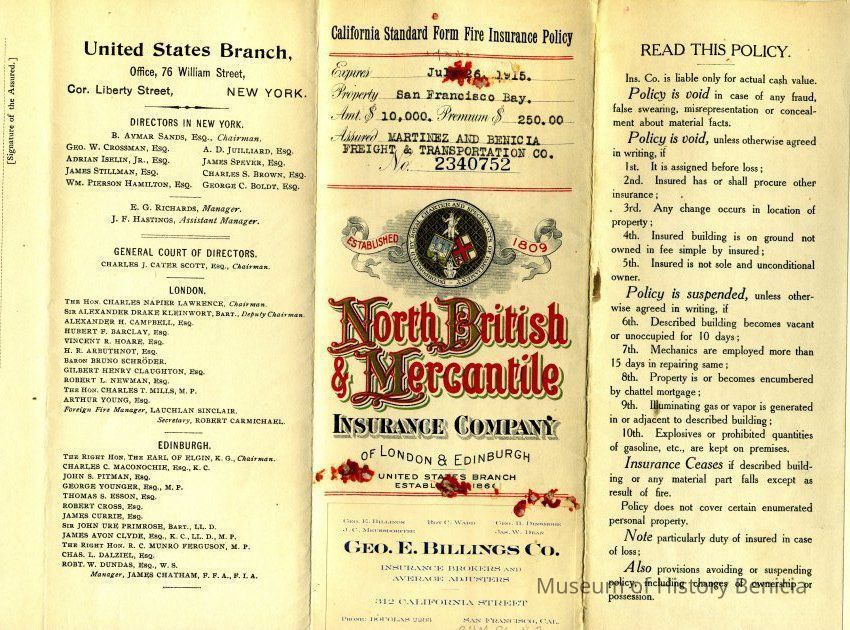 [Signature of the Assured.]
United States Branch,
Office, 76 William Street,
Cor. Liberty Street, NEW YORK.
DIRECTORS IN NEW YORK.
B. AYMAR SANDS, ESQ., Chairman.
GEO. W. CROSSMAN, ESQ. A. D. JUILLIARD, ESQ.
ADRIAN ISELIN, JR., ESQ. JAMES SPEYER, ESQ.
JAMES STILLMAN, ESQ. CHARLES S. BROWN, ESQ.
WM. PIERSON HAMILTON, ESQ. GEORGE C. BOLDT, ESQ.
E. G. RICHARDS, Manager.
J. F. HASTINGS, Assistant Manager.
GENERAL COURT OF DIRECTORS.
CHARLES J. CATER SCOTT, ESQ., Chairman.
LONDON.
THE HON. CHARLES NAPIER LAWRENCE, Chairman.
SIR ALEXANDER DRAKE KLEINWORT, BART., Deputy Chairman.
ALEXANDER H. CAMPBELL, ESQ.
HUBERT F. BARCLAY, ESQ.
VINCENT R. HOARE, ESQ.
H. R. ARBUTHNOT, ESQ.
BARON BRUNO SCHRÖDER.
GILBERT HENRY CLAUGHTON, ESQ.
ROBERT L. NEWMAN, ESQ.
THE HON. CHARLES T. MILLS, M. P.
ARTHUR YOUNG, ESQ.
Foreign Fire Manager, LAUCHLAN SINCLAIR.
Secretary, ROBERT CARMICHAEL.
EDINBURGH.
THE RIGHT HON. THE EARL OF ELGIN, K. G., Chairman.
CHARLES C. MACONOCHIE, ESQ., K. C.
JOHN S. PITMAN, ESQ.
GEORGE YOUNGER, ESQ., M. P.
THOMAS S. ESSON, ESQ.
ROBERT CROSS, ESQ.
JAMES CURRIE, ESQ.
SIR JOHN URE PRIMROSE, BART., LL. D.
JAMES AVON CLYDE, ESQ., K. C., LL. D., M. P.
THE RIGHT HON. R. C. MUNRO FERGUSON, M. P.
CHAS. L. DALZIEL, ESQ.
ROBT. W. DUNDAS, ESQ., W. S.
Manager, JAMES CHATHAM, F. F. A., F. I. A.
California Standard Form Fire Insurance Policy
Expires July 26, 1915.
Property San Francisco Bay.
Amt. $ 10,000. Premium $ 250.00
Assured MARTINEZ AND BENICIA
FREIGHT & TRANSPORTATION CO.
No. 2340752
ESTABLISHED 1809
North British
& Mercantile
INSURANCE COMPANY
OF LONDON & EDINBURGH
UNITED STATES BRANCH
ESTABLISHED 1866
GEO. E. BILLINGS ROY C. WARD GEO. B. DINSMORE
J. C. MEUSSDORFFER JAS. W. DEAN
GEO. E. BILLINGS CO.
INSURANCE BROKERS AND
AVERAGE ADJUSTERS
312 CALIFORNIA STREET
PHONE DOUGLAS 2283 SAN FRANCISCO, CAL.
READ THIS POLICY.
Ins. Co. is liable only for actual cash value.
Policy is void in case of any fraud,
false swearing, misrepresentation or conceal-
ment about material facts.
Policy is void, unless otherwise agreed
in writing, if
1st. It is assigned before loss;
2nd. Insured has or shall procure other
insurance;
3rd. Any change occurs in location of
property;
4th. Insured building is on ground not
owned in fee simple by insured;
5th. Insured is not sole and unconditional
owner.
Policy is suspended, unless other-
wise agreed in writing, if
6th. Described building becomes vacant
or unoccupied for 10 days;
7th. Mechanics are employed more than
15 days in repairing same;
8th. Property is or becomes encumbered
by chattel mortgage;
9th. Illuminating gas or vapor is generated
in or adjacent to described building;
10th. Explosives or prohibited quantities
of gasoline, etc., are kept on premises.
Insurance Ceases if described build-
ing or any material part falls except as
result of fire.
Policy does not cover certain enumerated
personal property.
Note particularly duty of insured in case
of loss;
Also provisions avoiding or suspending
policy, including changes of ownership or
possession.
Museum of History Benicia